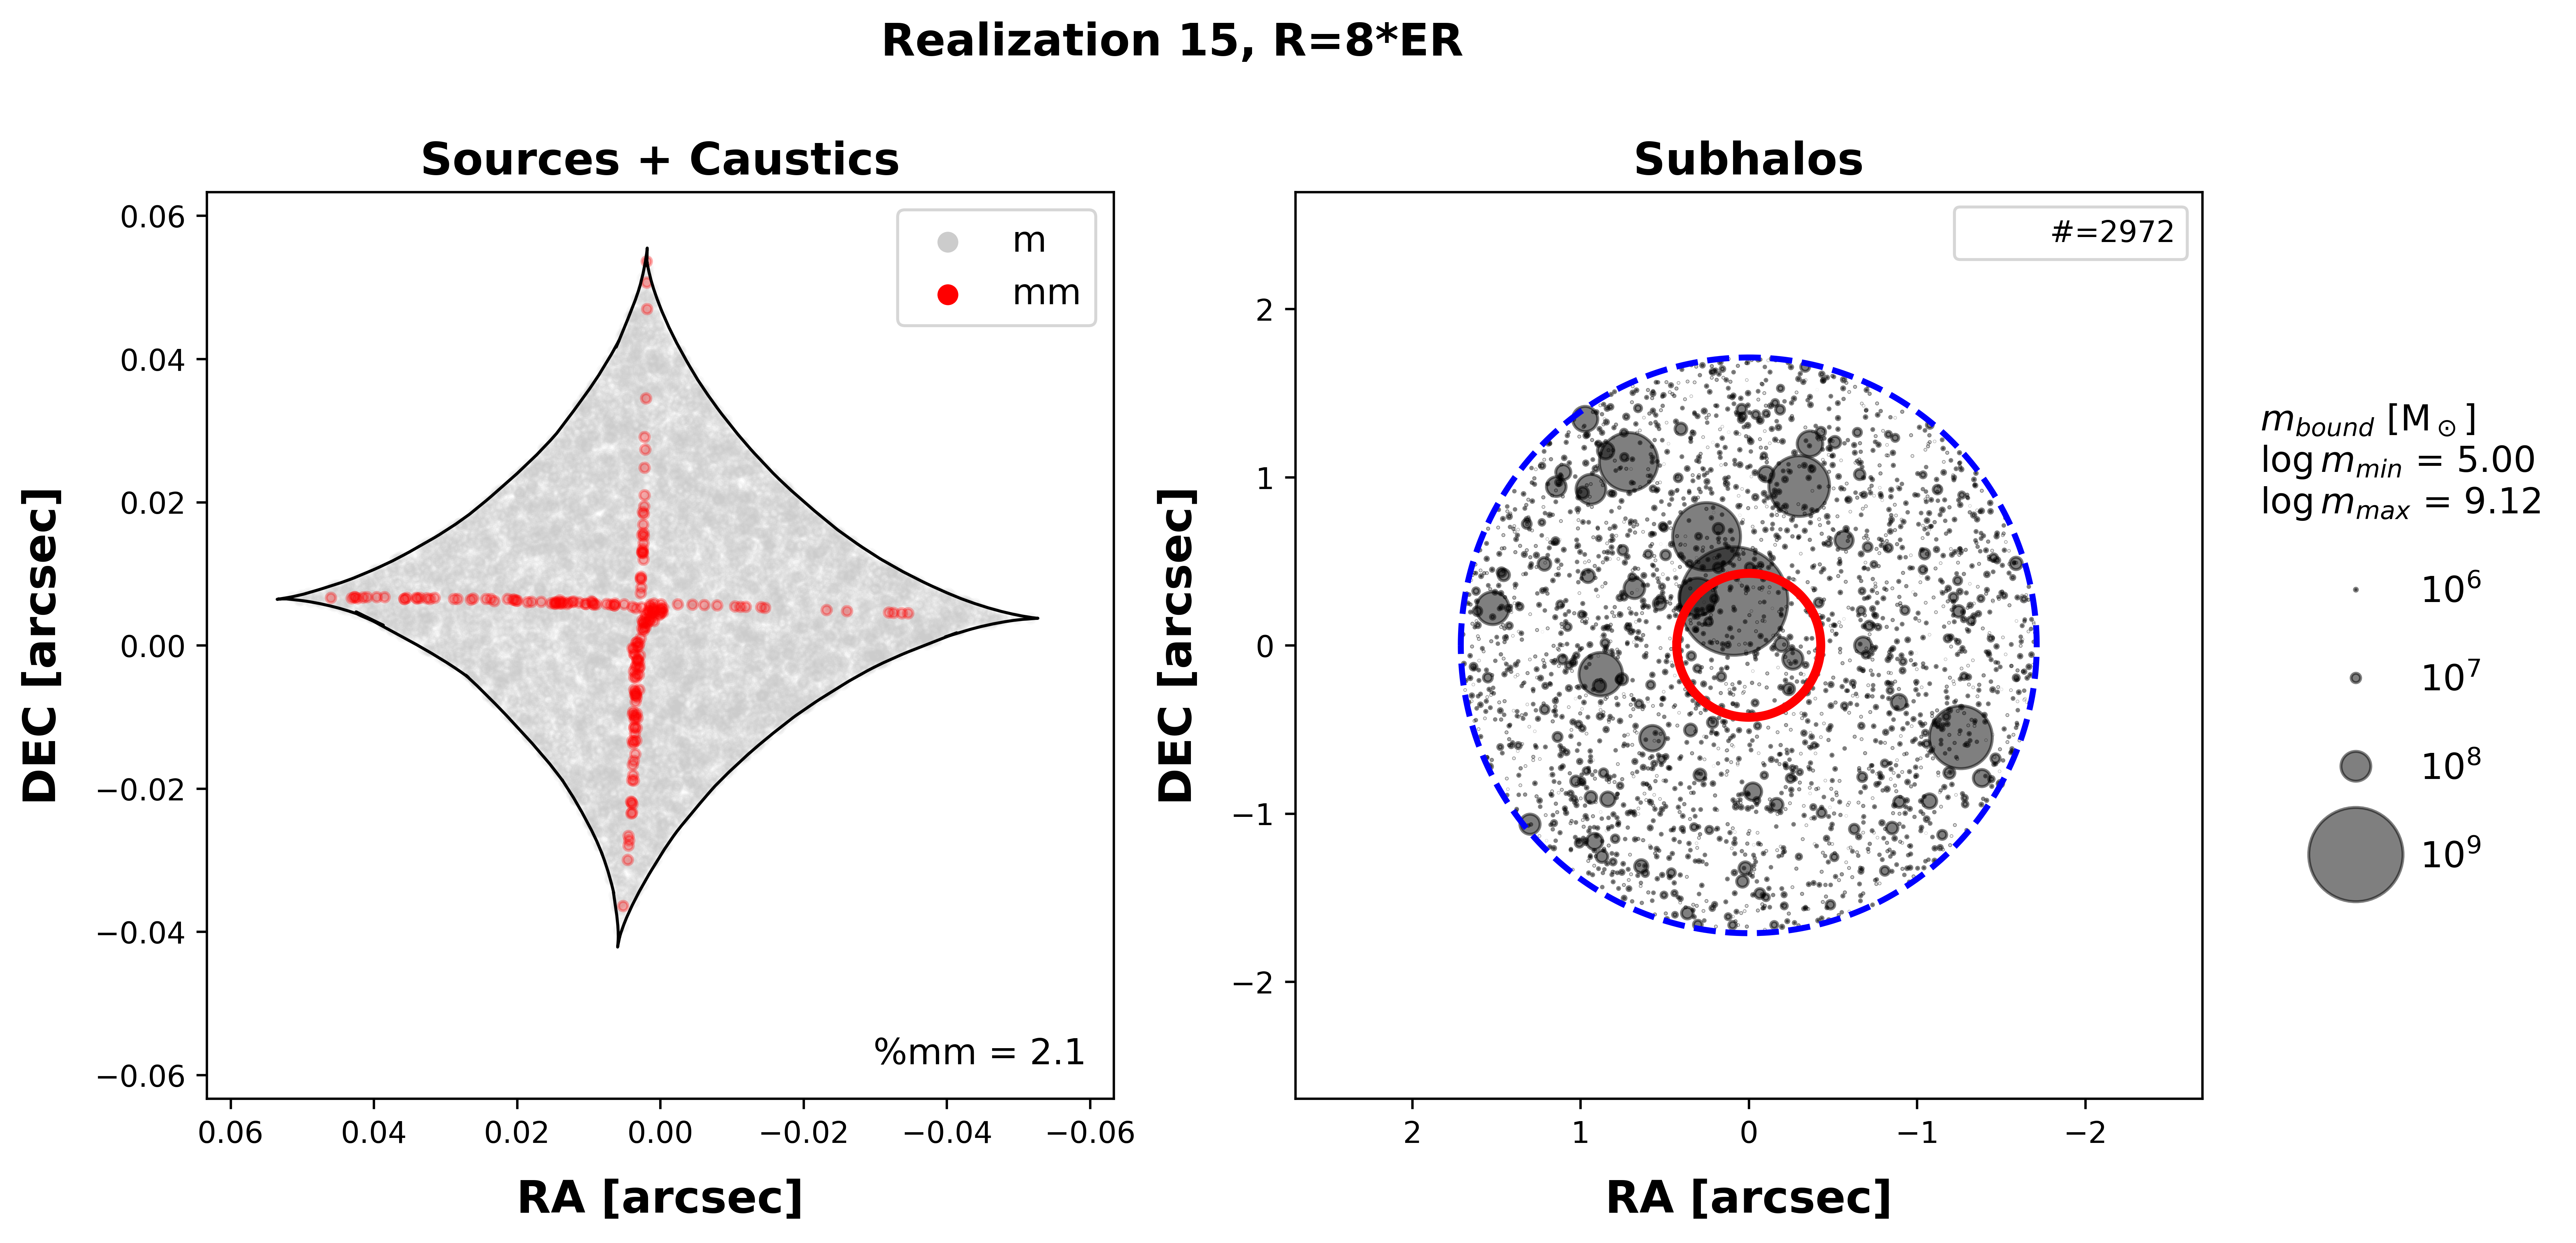 Realization 15, R=8*ER
Sources + Caustics
m
mm
%mm = 2.1
0.06
0.04
0.02
0.00
−0.02
−0.04
−0.06
0.06
0.04
0.02
0.00
−0.02
−0.04
−0.06
DEC [arcsec]
RA [arcsec]
Subhalos
#=2972
2
1
0
−1
−2
2
1
0
−1
−2
DEC [arcsec]
RA [arcsec]
m_bound [M_⊙]
log m_min = 5.00
log m_max = 9.12
10^6
10^7
10^8
10^9